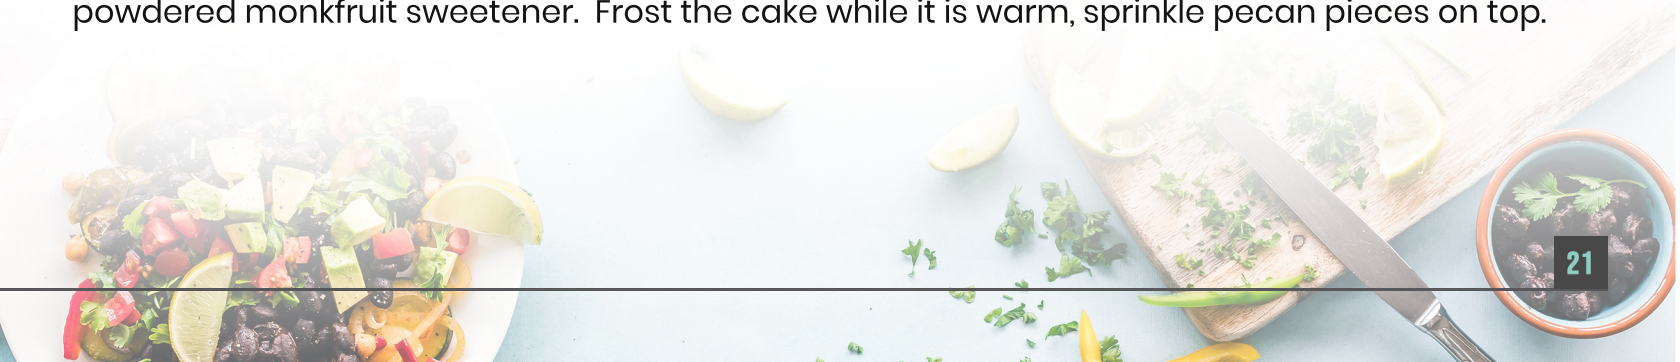 powdered monkfruit sweetener.  Frost the cake while it is warm, sprinkle pecan pieces on top.
21